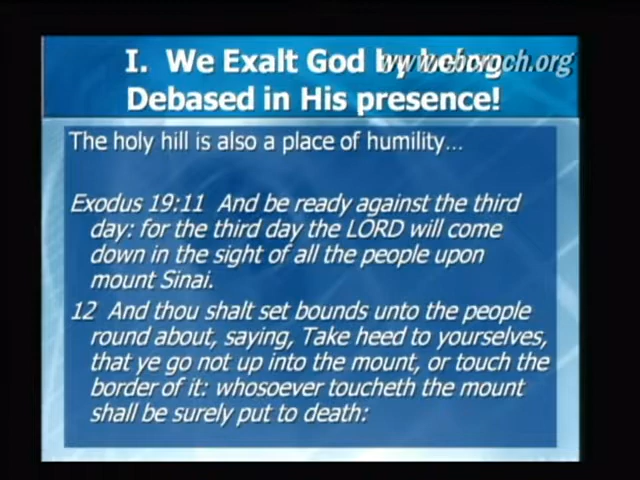 I. We Exalt God by being
Debased in His presence!
The holy hill is also a place of humility...
Exodus 19:11 And be ready against the third
day: for the third day the LORD will come
down in the sight of all the people upon
mount Sinai.
12 And thou shalt set bounds unto the people
round about, saying, Take heed to yourselves,
that ye go not up into the mount, or touch the
border of it: whosoever toucheth the mount
shall be surely put to death: